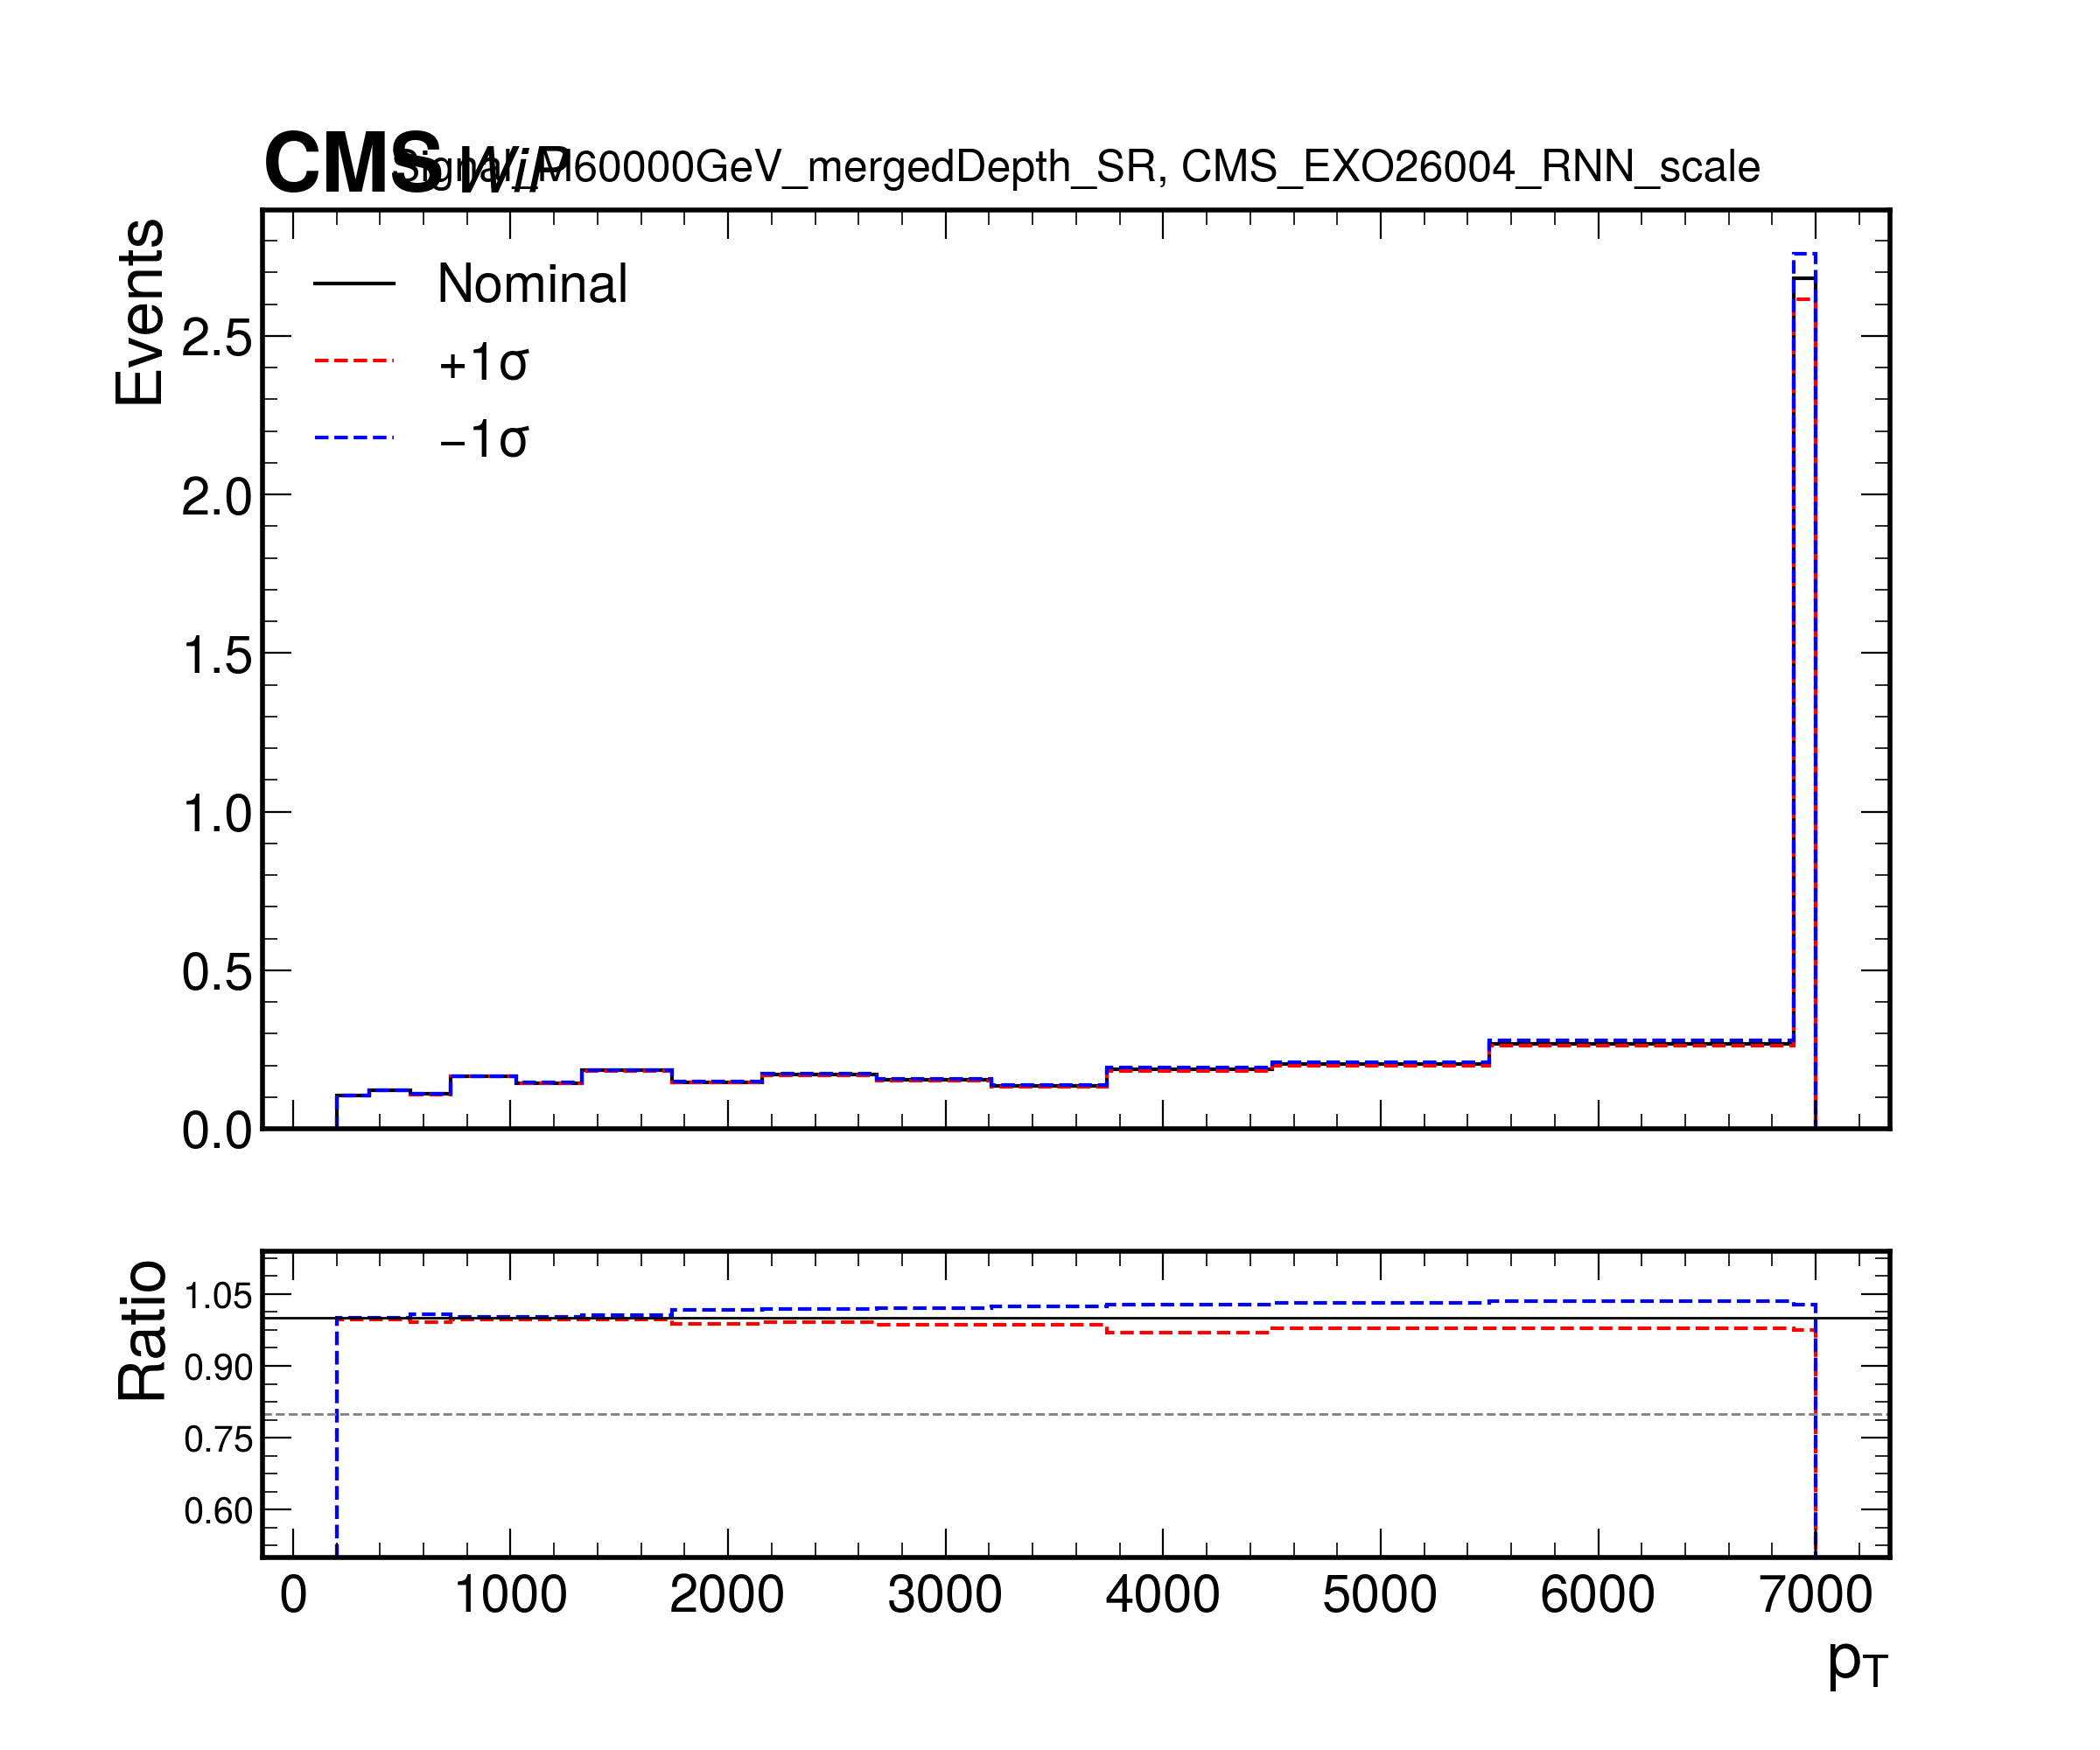 CMS WiP
Signal_M60000GeV_mergedDepth_SR, CMS_EXO26004_RNN_scale
Events
Nominal
+1σ
−1σ
2.5
2.0
1.5
1.0
0.5
0.0
Ratio
1.05
0.90
0.75
0.60
0 1000 2000 3000 4000 5000 6000 7000
pT